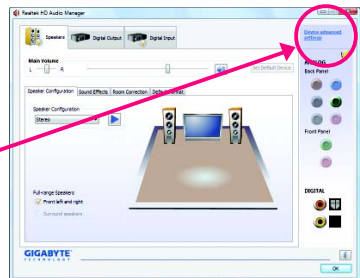 Realtek HD Audio Manager
Speakers
Digital Output
Digital Input
Device advanced settings
Main Volume
L
R
Set Default Device
ANALOG
Back Panel
Speaker Configuration
Sound Effects
Room Correction
Default Format
Speaker Configuration
Stereo
Front Panel
Full-range Speakers
Front left and right
Surround speakers
DIGITAL
GIGABYTE
TECHNOLOGY
OK